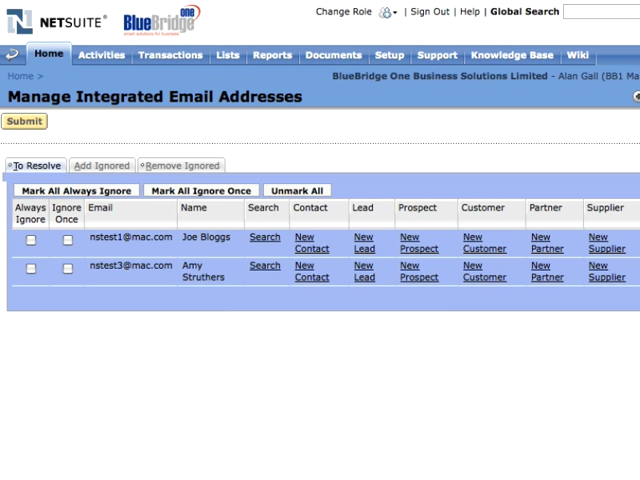 NETSUITE
BlueBridge one
email solutions for business
Change Role | Sign Out | Help | Global Search
Home Activities Transactions Lists Reports Documents Setup Support Knowledge Base Wiki
Home > BlueBridge One Business Solutions Limited - Alan Gall (BB1 Ma
Manage Integrated Email Addresses
Submit
To Resolve Add Ignored Remove Ignored
Mark All Always Ignore Mark All Ignore Once Unmark All
Always Ignore Email Name Search Contact Lead Prospect Customer Partner Supplier
Ignore Once
nstest1@mac.com Joe Bloggs Search New New New New New New
Contact Lead Prospect Customer Partner Supplier
nstest3@mac.com Amy Search New New New New New New
Struthers Contact Lead Prospect Customer Partner Supplier